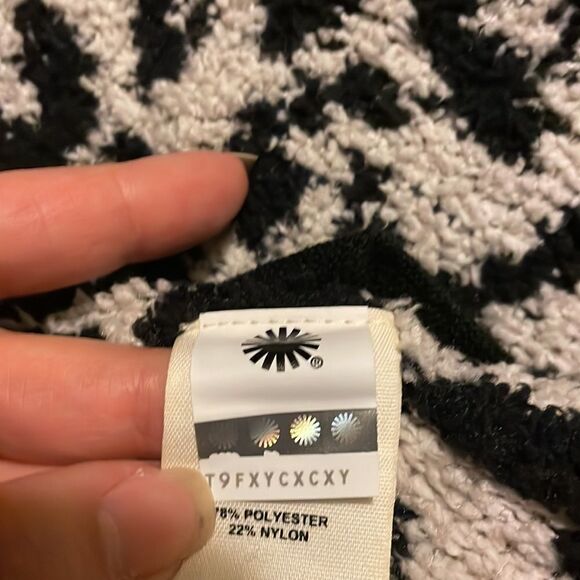 ®
T9FXYCXCXY
78% POLYESTER
22% NYLON